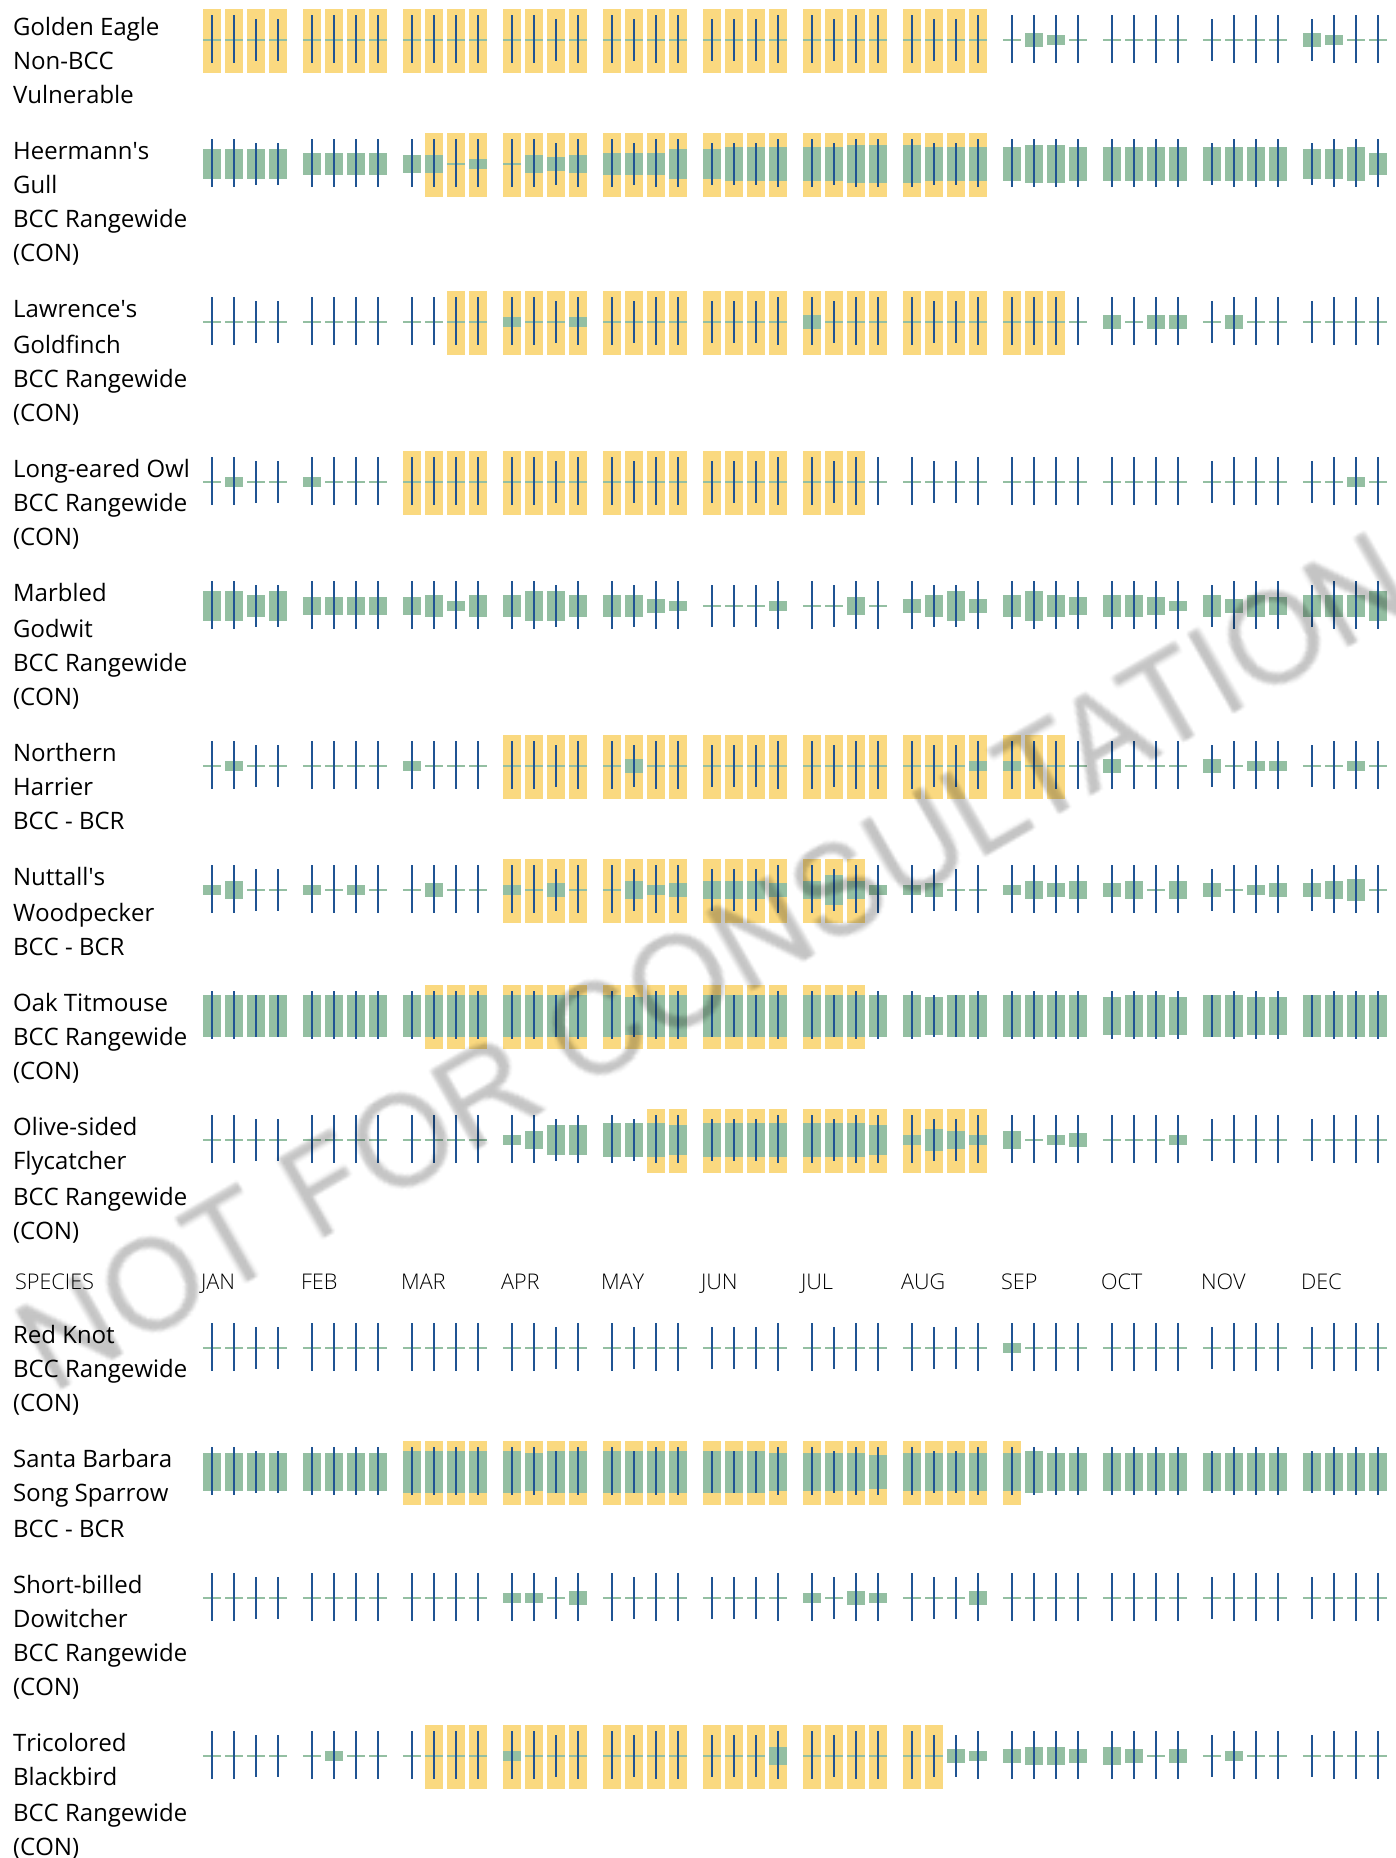 Golden Eagle
Non-BCC
Vulnerable
Heermann's
Gull
BCC Rangewide
(CON)
Lawrence's
Goldfinch
BCC Rangewide
(CON)
Long-eared Owl
BCC Rangewide
(CON)
Marbled
Godwit
BCC Rangewide
(CON)
Northern
Harrier
BCC - BCR
Nuttall's
Woodpecker
BCC - BCR
Oak Titmouse
BCC Rangewide
(CON)
Olive-sided
Flycatcher
BCC Rangewide
(CON)
SPECIES JAN FEB MAR APR MAY JUN JUL AUG SEP OCT NOV DEC
Red Knot
BCC Rangewide
(CON)
Santa Barbara
Song Sparrow
BCC - BCR
Short-billed
Dowitcher
BCC Rangewide
(CON)
Tricolored
Blackbird
BCC Rangewide
(CON)
NOT FOR CONSULTATION